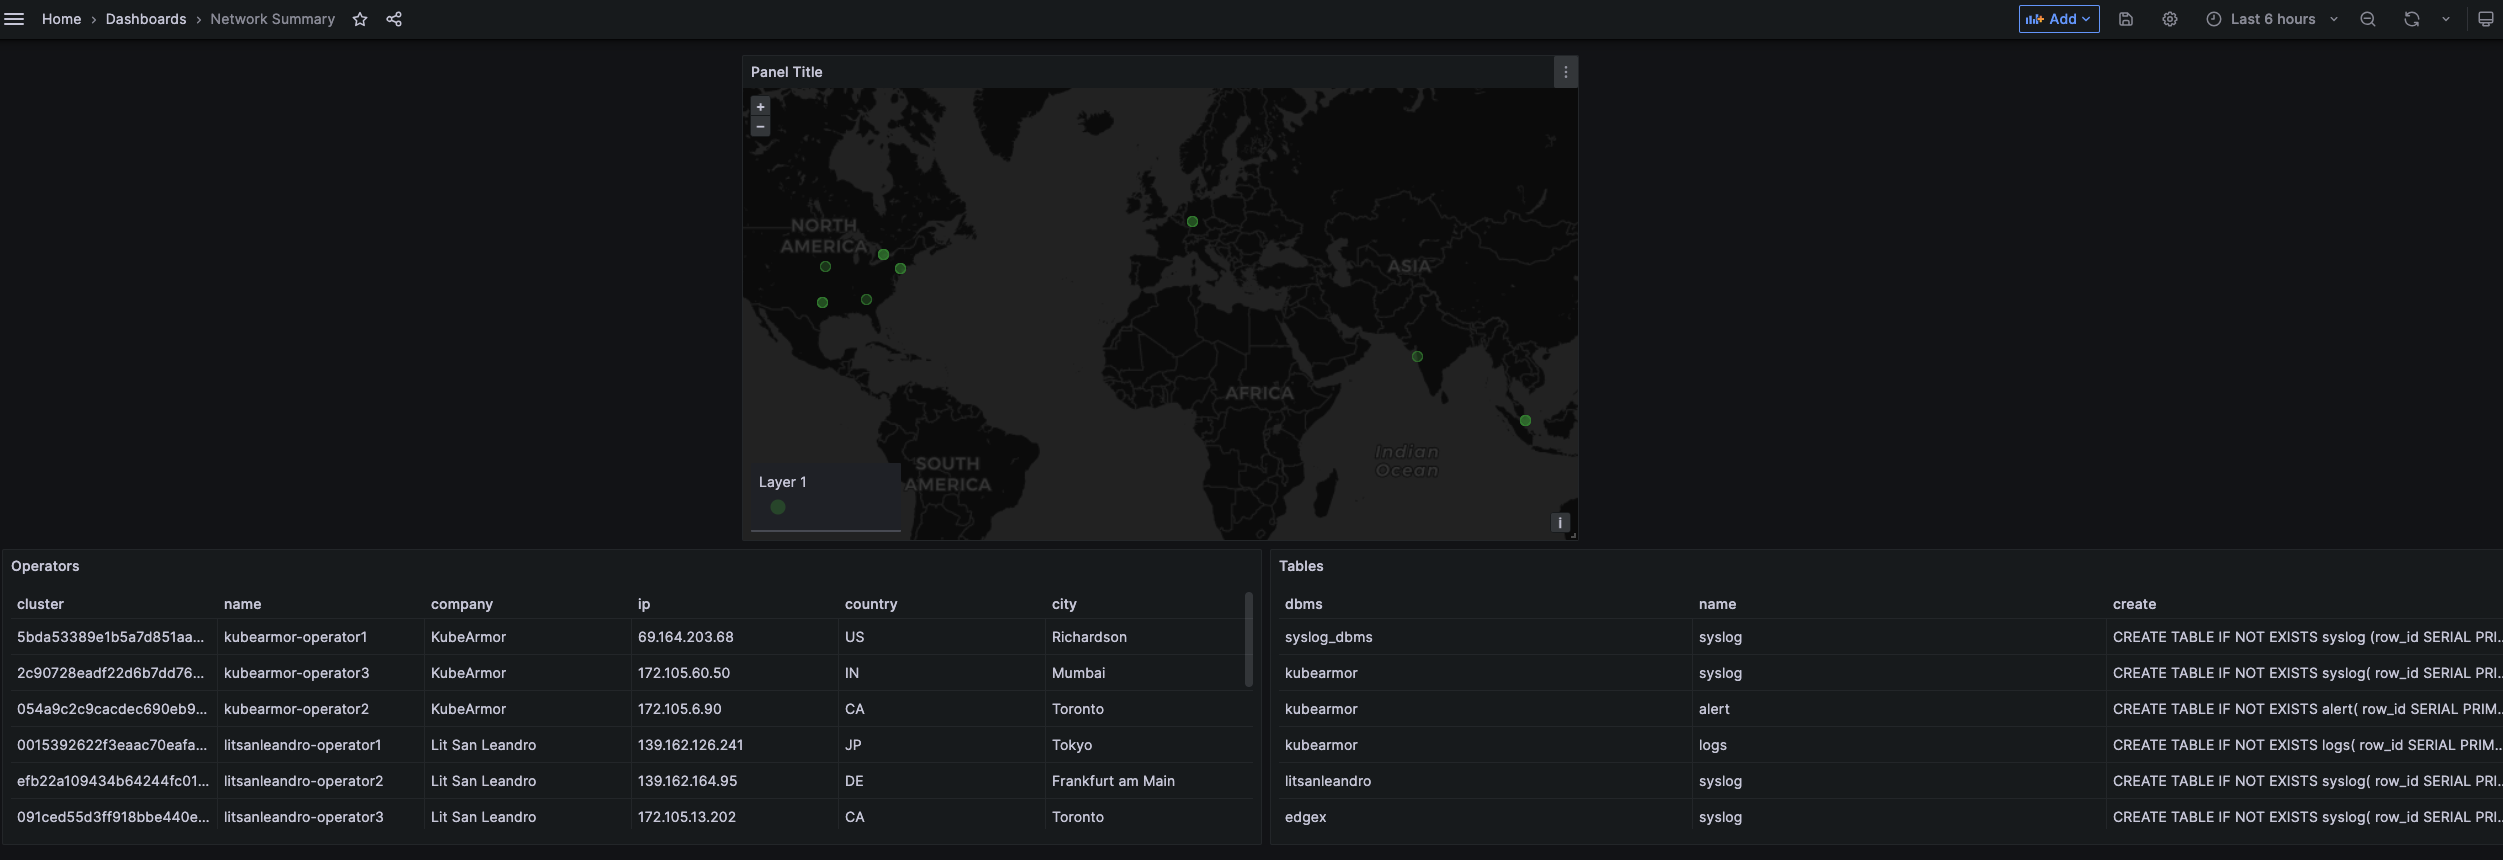 Home › Dashboards › Network Summary
Add
Last 6 hours
Panel Title
+
−
NORTH
AMERICA
ASIA
AFRICA
Indian
Ocean
SOUTH
AMERICA
Layer 1
i
Operators
cluster name company ip country city
5bda53389e1b5a7d851aa... kubearmor-operator1 KubeArmor 69.164.203.68 US Richardson
2c90728eadf22d6b7dd76... kubearmor-operator3 KubeArmor 172.105.60.50 IN Mumbai
054a9c2c9cacdec690eb9... kubearmor-operator2 KubeArmor 172.105.6.90 CA Toronto
0015392622f3eaac70eafa... litsanleandro-operator1 Lit San Leandro 139.162.126.241 JP Tokyo
efb22a109434b64244fc01... litsanleandro-operator2 Lit San Leandro 139.162.164.95 DE Frankfurt am Main
091ced55d3ff918bbe440e... litsanleandro-operator3 Lit San Leandro 172.105.13.202 CA Toronto
Tables
dbms name create
syslog_dbms syslog CREATE TABLE IF NOT EXISTS syslog (row_id SERIAL PRI...
kubearmor syslog CREATE TABLE IF NOT EXISTS syslog( row_id SERIAL PRI...
kubearmor alert CREATE TABLE IF NOT EXISTS alert( row_id SERIAL PRIM...
kubearmor logs CREATE TABLE IF NOT EXISTS logs( row_id SERIAL PRIM...
litsanleandro syslog CREATE TABLE IF NOT EXISTS syslog( row_id SERIAL PRI...
edgex syslog CREATE TABLE IF NOT EXISTS syslog( row_id SERIAL PRI...